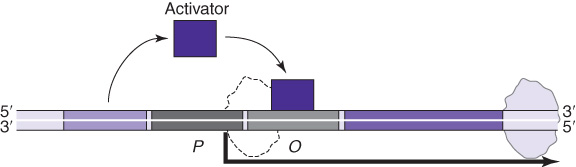 Activator
5′ 3′
3′ 5′
P O